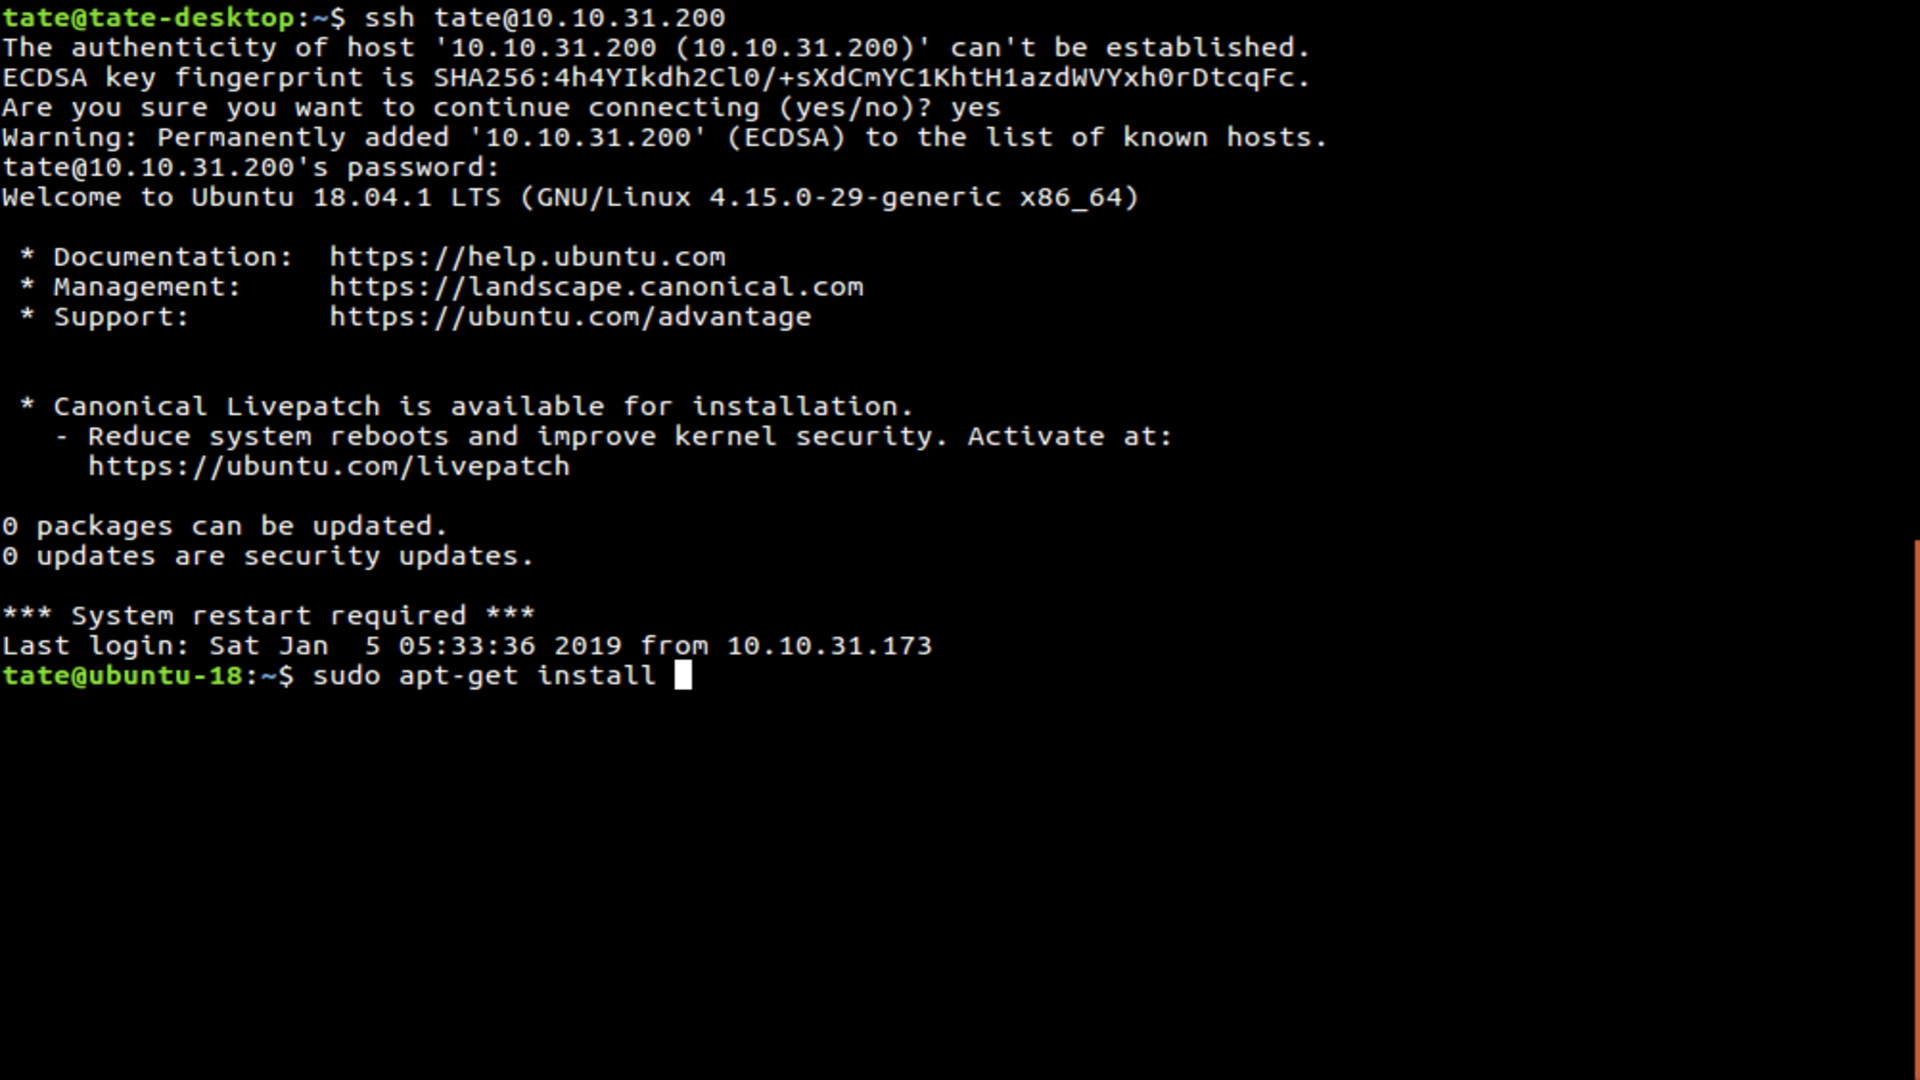 tate@tate-desktop:~$ ssh tate@10.10.31.200
The authenticity of host '10.10.31.200 (10.10.31.200)' can't be established.
ECDSA key fingerprint is SHA256:4h4YIkdh2Cl0/+sXdCmYC1KhtH1azdWVYxh0rDtcqFc.
Are you sure you want to continue connecting (yes/no)? yes
Warning: Permanently added '10.10.31.200' (ECDSA) to the list of known hosts.
tate@10.10.31.200's password:
Welcome to Ubuntu 18.04.1 LTS (GNU/Linux 4.15.0-29-generic x86_64)
 * Documentation:  https://help.ubuntu.com
 * Management:     https://landscape.canonical.com
 * Support:        https://ubuntu.com/advantage
 * Canonical Livepatch is available for installation.
   - Reduce system reboots and improve kernel security. Activate at:
     https://ubuntu.com/livepatch
0 packages can be updated.
0 updates are security updates.
*** System restart required ***
Last login: Sat Jan  5 05:33:36 2019 from 10.10.31.173
tate@ubuntu-18:~$ sudo apt-get install